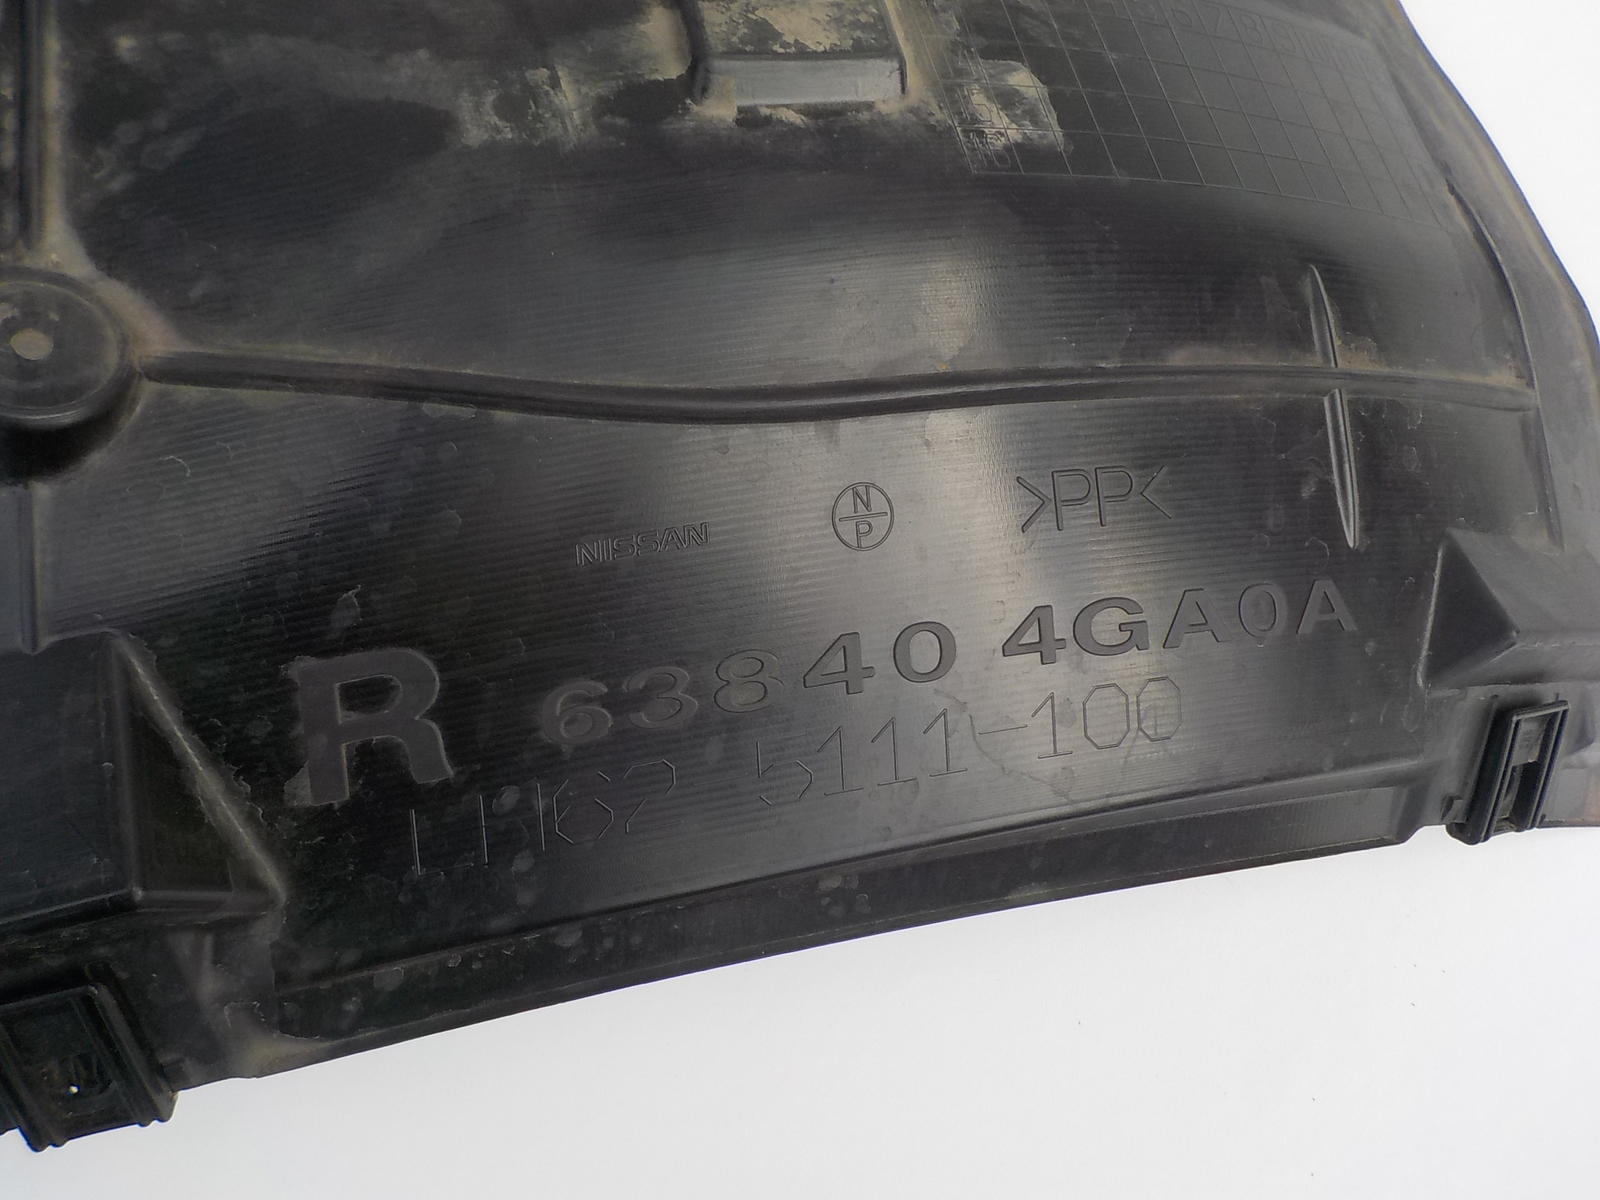 NISSAN
N
P
>PP<
R 63840 4GA0A
5111-100